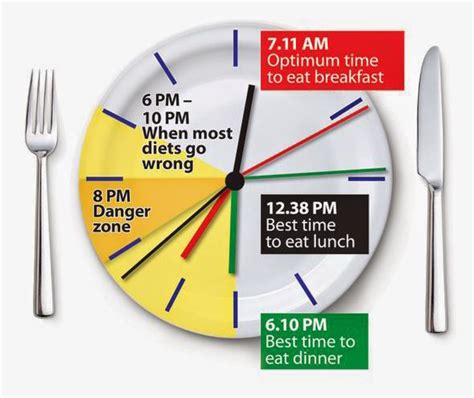 7.11 AM
Optimum time
to eat breakfast
6 PM –
10 PM
When most
diets go
wrong
8 PM
Danger
zone
12.38 PM
Best time
to eat lunch
6.10 PM
Best time to
eat dinner